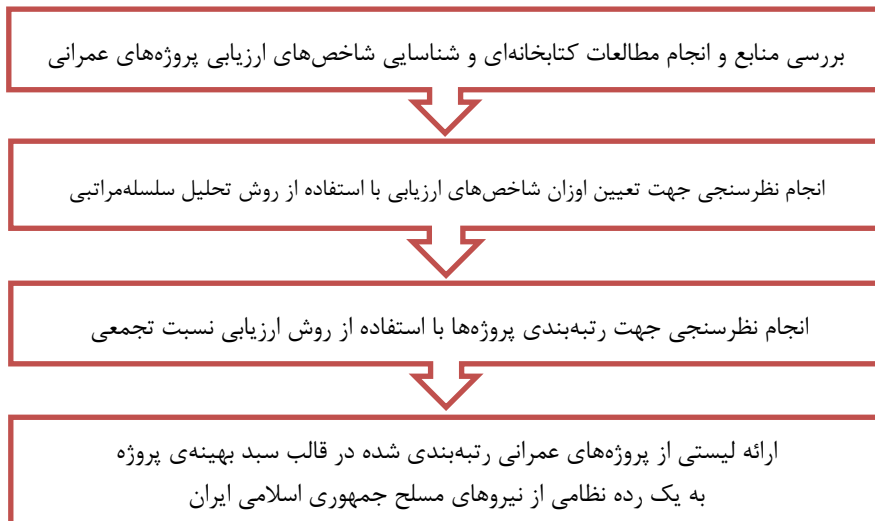 بررسی منابع و انجام مطالعات کتابخانه‌ای و شناسایی شاخص‌های ارزیابی پروژه‌های عمرانی
انجام نظرسنجی جهت تعیین اوزان شاخص‌های ارزیابی با استفاده از روش تحلیل سلسله‌مراتبی
انجام نظرسنجی جهت رتبه‌بندی پروژه‌ها با استفاده از روش ارزیابی نسبت تجمعی
ارائه لیستی از پروژه‌های عمرانی رتبه‌بندی شده در قالب سبد بهینه‌ی پروژه
به یک رده نظامی از نیروهای مسلح جمهوری اسلامی ایران